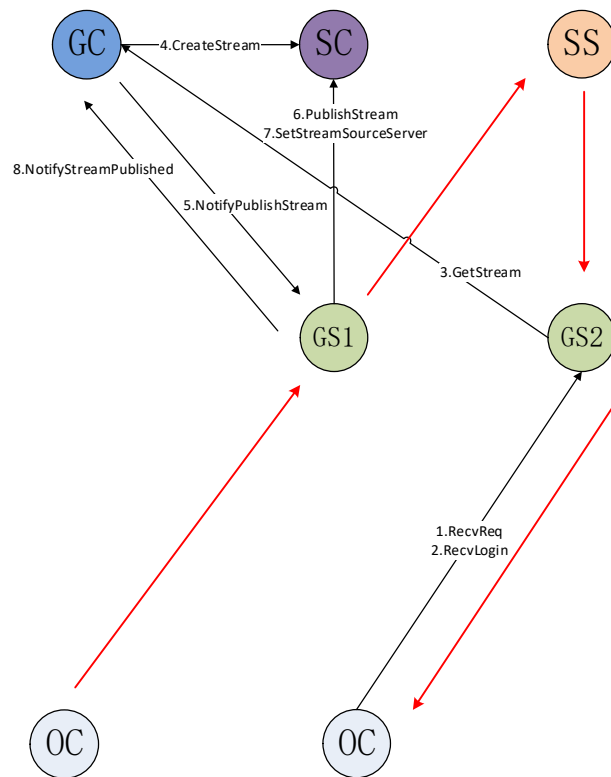 GC
SC
SS
4.CreateStream
6.PublishStream
7.SetStreamSourceServer
8.NotifyStreamPublished
5.NotifyPublishStream
3.GetStream
GS1
GS2
1.RecvReq
2.RecvLogin
OC
OC